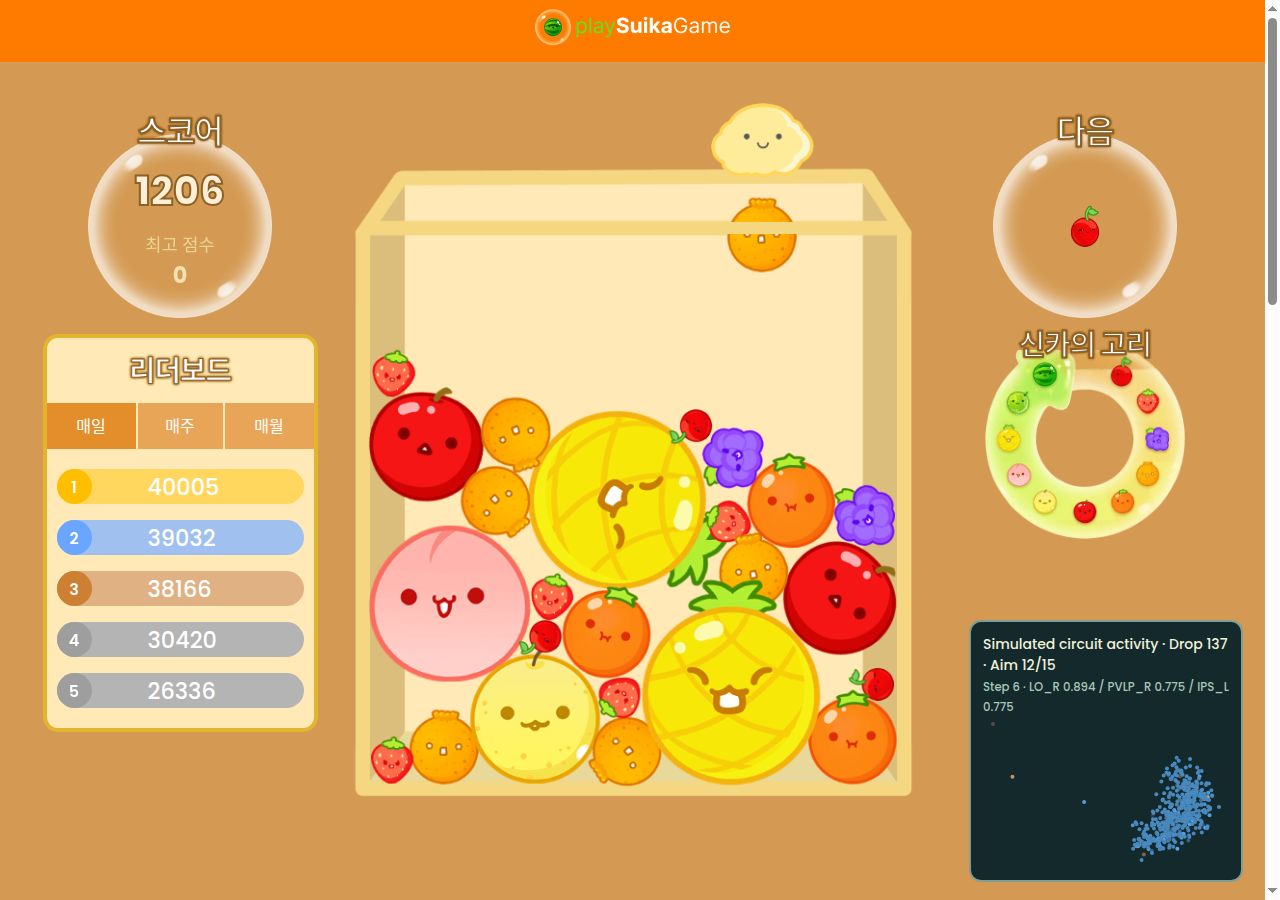 playSuikaGame
스코어
1206
최고 점수
0
다음
리더보드
매일 매주 매월
1 40005
2 39032
3 38166
4 30420
5 26336
신카의 고리
Simulated circuit activity · Drop 137
· Aim 12/15
Step 6 · LO_R 0.894 / PVLP_R 0.775 / IPS_L
0.775